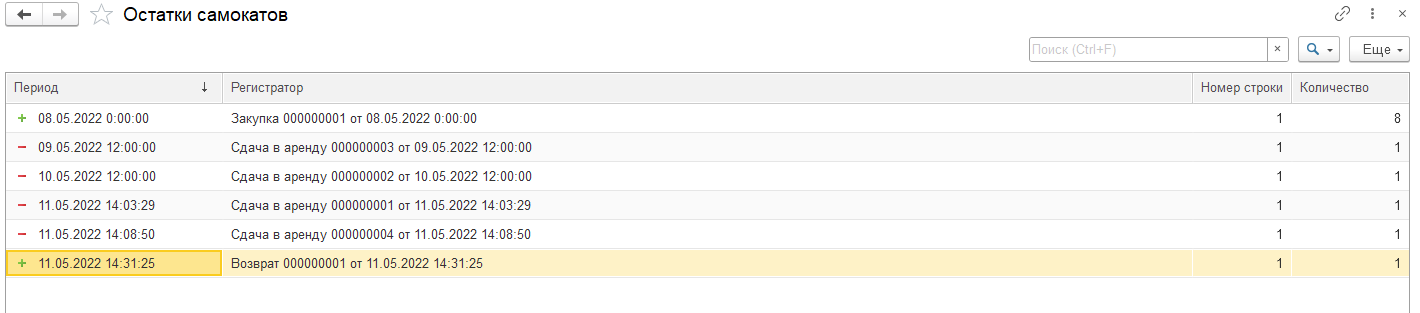 Остатки самокатов
Поиск (Ctrl+F) × Еще
Период ↓ Регистратор Номер строки Количество
+ 08.05.2022 0:00:00 Закупка 000000001 от 08.05.2022 0:00:00 1 8
− 09.05.2022 12:00:00 Сдача в аренду 000000003 от 09.05.2022 12:00:00 1 1
− 10.05.2022 12:00:00 Сдача в аренду 000000002 от 10.05.2022 12:00:00 1 1
− 11.05.2022 14:03:29 Сдача в аренду 000000001 от 11.05.2022 14:03:29 1 1
− 11.05.2022 14:08:50 Сдача в аренду 000000004 от 11.05.2022 14:08:50 1 1
+ 11.05.2022 14:31:25 Возврат 000000001 от 11.05.2022 14:31:25 1 1